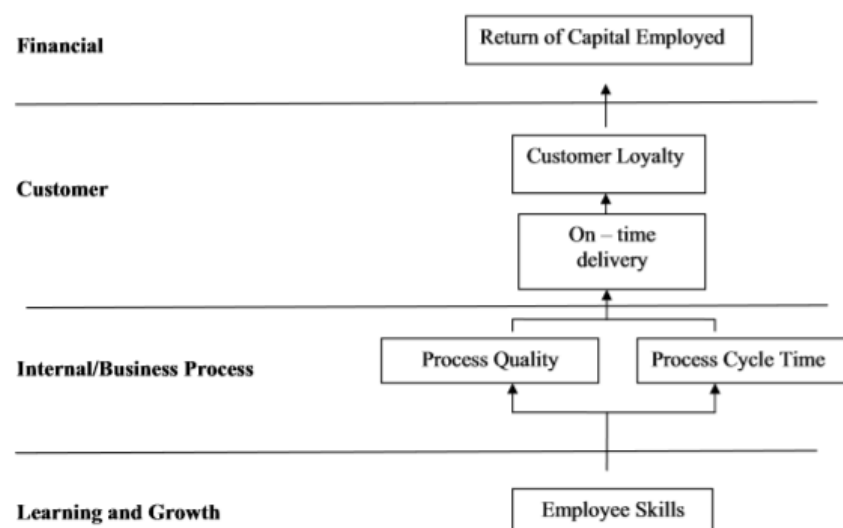 Financial
Return of Capital Employed
Customer Loyalty
Customer
On – time
delivery
Internal/Business Process
Process Quality
Process Cycle Time
Learning and Growth
Employee Skills